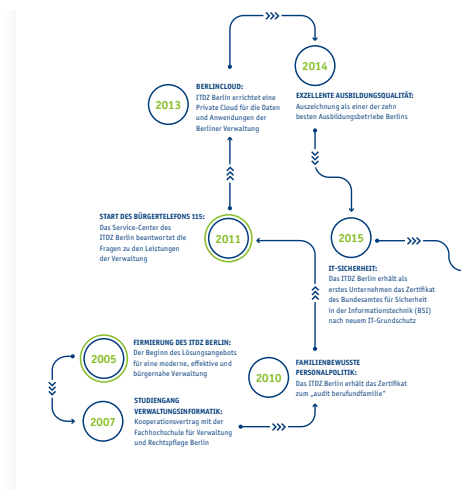 2005
FIRMIERUNG DES ITDZ BERLIN:
Der Beginn des Lösungsangebots
für eine moderne, effektive und
bürgernahe Verwaltung
2007
STUDIENGANG
VERWALTUNGSINFORMATIK:
Kooperationsvertrag mit der
Fachhochschule für Verwaltung
und Rechtspflege Berlin
2010
FAMILIENBEWUSSTE
PERSONALPOLITIK:
Das ITDZ Berlin erhält das Zertifikat
zum „audit berufundfamilie“
2011
START DES BÜRGERTELEFONS 115:
Das Service-Center des
ITDZ Berlin beantwortet die
Fragen zu den Leistungen
der Verwaltung
2013
BERLINCLOUD:
ITDZ Berlin errichtet eine
Private Cloud für die Daten
und Anwendungen der
Berliner Verwaltung
2014
EXZELLENTE AUSBILDUNGSQUALITÄT:
Auszeichnung als einer der zehn
besten Ausbildungsbetriebe Berlins
2015
IT-SICHERHEIT:
Das ITDZ Berlin erhält als
erstes Unternehmen das Zertifikat
des Bundesamtes für Sicherheit
in der Informationstechnik (BSI)
nach neuem IT-Grundschutz